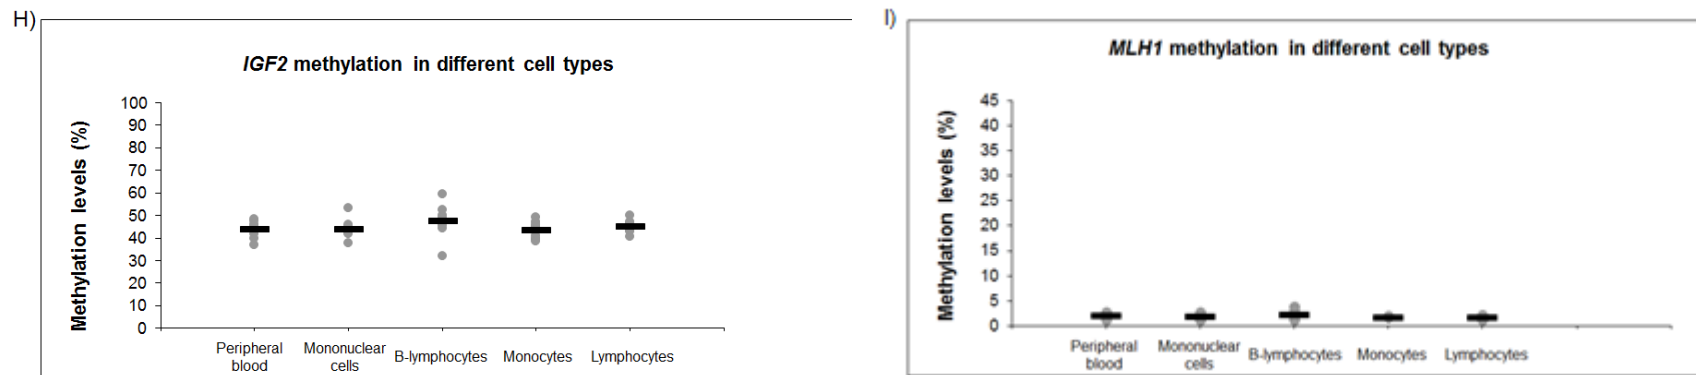 H)
IGF2 methylation in different cell types
Methylation levels (%)
100
90
80
70
60
50
40
30
20
10
0
Peripheral
blood
Mononuclear
cells
B-lymphocytes
Monocytes
Lymphocytes
I)
MLH1 methylation in different cell types
Methylation levels (%)
45
40
35
30
25
20
15
10
5
0
Peripheral
blood
Mononuclear
cells
B-lymphocytes
Monocytes
Lymphocytes